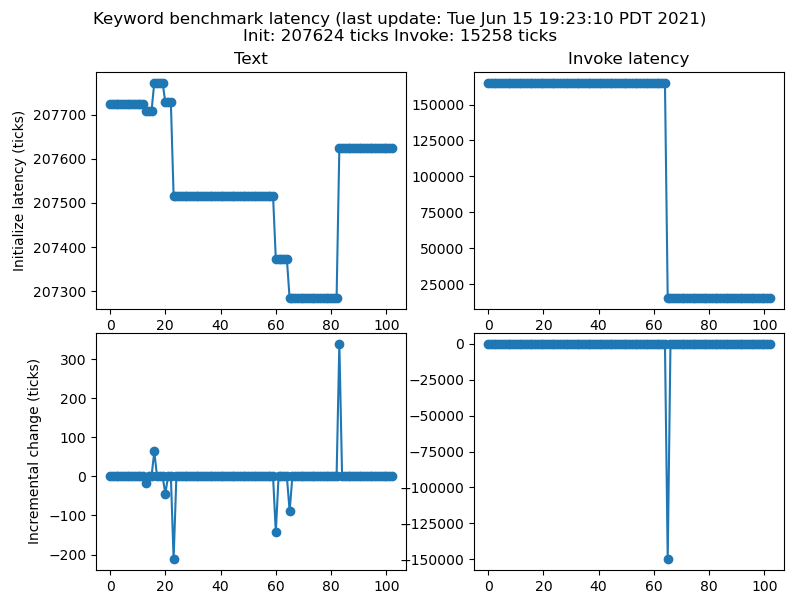 Keyword benchmark latency (last update: Tue Jun 15 19:23:10 PDT 2021)
Init: 207624 ticks Invoke: 15258 ticks
Text
Invoke latency
Initialize latency (ticks)
207700
207600
207500
207400
207300
0 20 40 60 80 100
150000
125000
100000
75000
50000
25000
0 20 40 60 80 100
Incremental change (ticks)
300
200
100
0
−100
−200
0 20 40 60 80 100
0
−25000
−50000
−75000
−100000
−125000
−150000
0 20 40 60 80 100